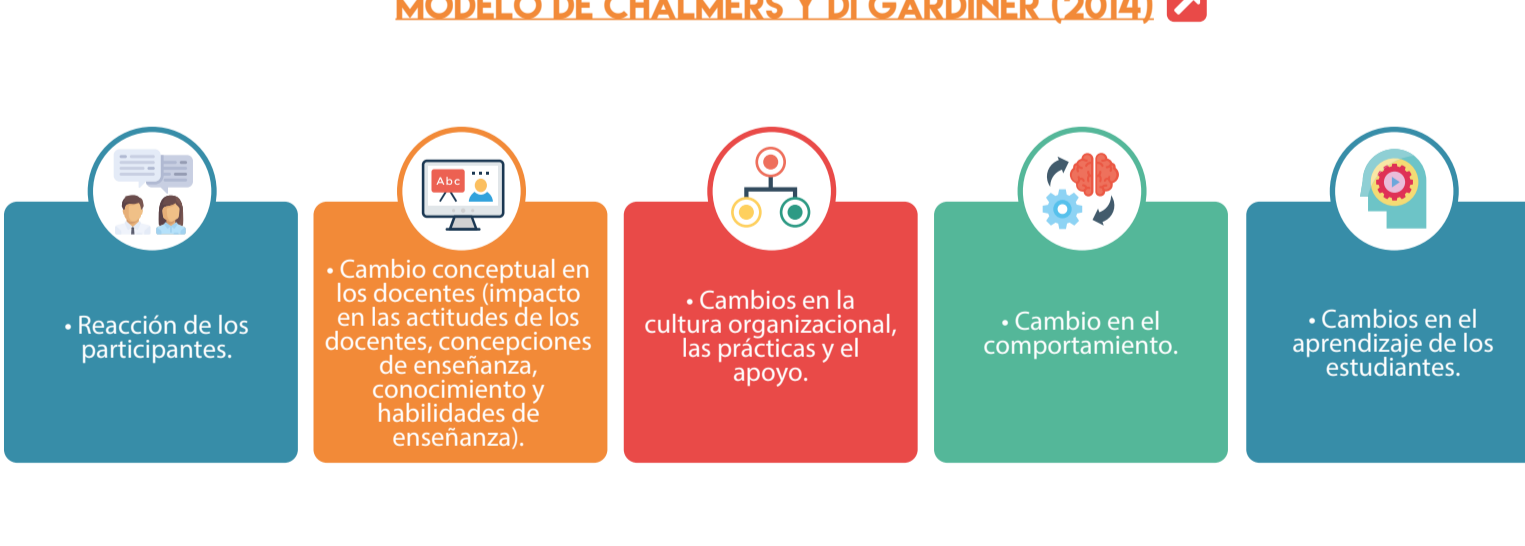 MODELO DE CHALMERS Y DI GARDINER (2014)
• Reacción de los
participantes.
Abc
• Cambio conceptual en
los docentes (impacto
en las actitudes de los
docentes, concepciones
de enseñanza,
conocimiento y
habilidades de
enseñanza).
• Cambios en la
cultura organizacional,
las prácticas y el
apoyo.
• Cambio en el
comportamiento.
• Cambios en el
aprendizaje de los
estudiantes.